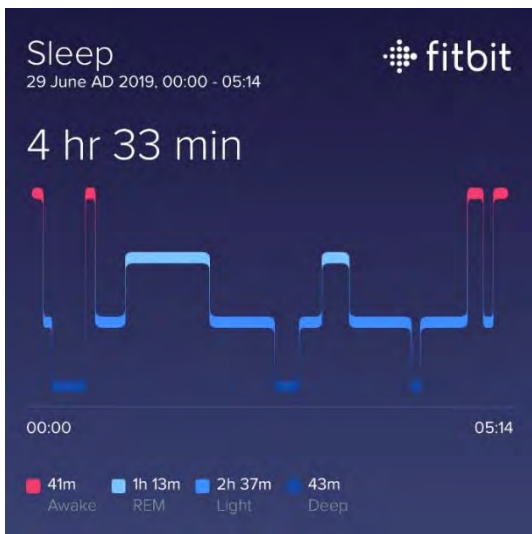 Sleep
fitbit
29 June AD 2019, 00:00 - 05:14
4 hr 33 min
00:00
05:14
41m
1h 13m
2h 37m
43m
Awake
REM
Light
Deep